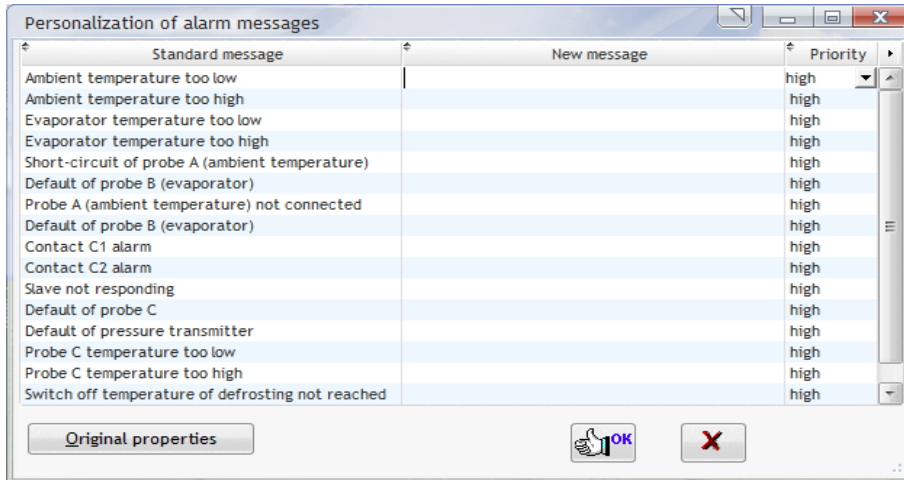 Personalization of alarm messages
Standard message New message Priority
Ambient temperature too low high
Ambient temperature too high high
Evaporator temperature too low high
Evaporator temperature too high high
Short-circuit of probe A (ambient temperature) high
Default of probe B (evaporator) high
Probe A (ambient temperature) not connected high
Default of probe B (evaporator) high
Contact C1 alarm high
Contact C2 alarm high
Slave not responding high
Default of probe C high
Default of pressure transmitter high
Probe C temperature too low high
Probe C temperature too high high
Switch off temperature of defrosting not reached high
Original properties OK X